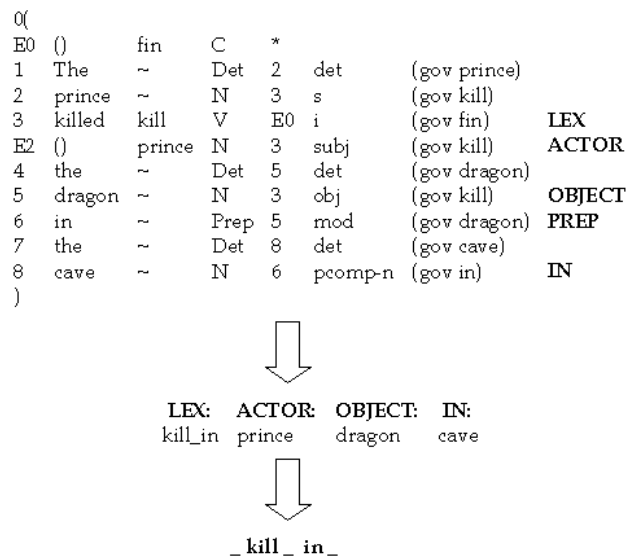 0(
E0 () fin C *
1 The ~ Det 2 det (gov prince)
2 prince ~ N 3 s (gov kill)
3 killed kill V E0 i (gov fin) LEX
E2 () prince N 3 subj (gov kill) ACTOR
4 the ~ Det 5 det (gov dragon)
5 dragon ~ N 3 obj (gov kill) OBJECT
6 in ~ Prep 5 mod (gov dragon) PREP
7 the ~ Det 8 det (gov cave)
8 cave ~ N 6 pcomp-n (gov in) IN
)
LEX: ACTOR: OBJECT: IN:
kill_in prince dragon cave
_ kill _ in _